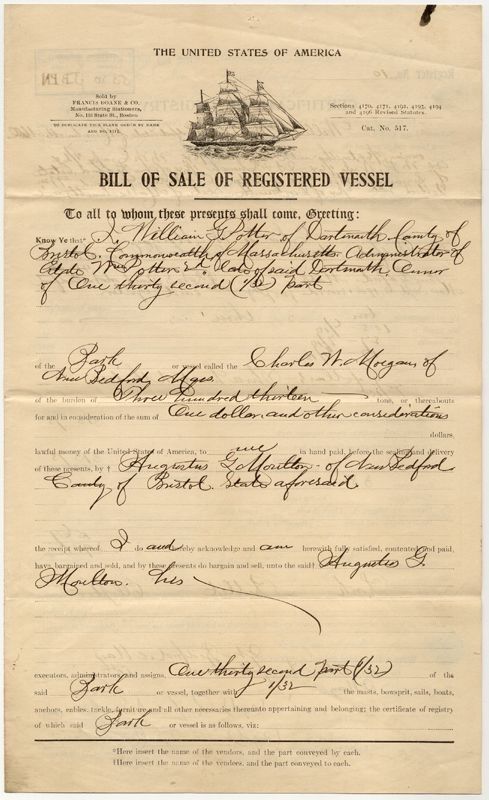 THE UNITED STATES OF AMERICA
Sold by
FRANCIS DOANE & CO.
Manufacturing Stationers,
No. 116 State St., Boston
TO DUPLICATE THIS BLANK ORDER BY NAME
AND NO. 517.
Sections 4170, 4171, 4192, 4193, 4194
and 4196 Revised Statutes.
Cat. No. 517.
BILL OF SALE OF REGISTERED VESSEL
To all to whom these presents shall come, Greeting:
Know Ye that* I, William G Potter of Dartmouth County of
Bristol, Commonwealth of Massachusetts Administrator of
Wm Potter 2d. late of said Dartmouth, Owner
of One thirty second (1/32) part
of the Bark or vessel called the Charles W. Morgan, of
New Bedford, Mass.
of the burden of Three hundred thirteen tons, or thereabouts
for and in consideration of the sum of One dollar and other considerations
dollars,
lawful money of the United States of America, to me in hand paid, before the sealing and delivery
of these presents, by † Augustus G. Moulton - of New Bedford
County of Bristol. State aforesaid
the receipt whereof I do and hereby acknowledge and am herewith fully satisfied, contented and paid,
have bargained and sold, and by these presents do bargain and sell, unto the said† Augustus G.
Moulton. his
executors, administrators and assigns, One thirty second part (1/32) of the
said Bark or vessel, together with 1/32 the masts, bowsprit, sails, boats,
anchors, cables, tackle, furniture and all other necessaries thereunto appertaining and belonging; the certificate of registry
of which said Bark or vessel is as follows, viz:
*Here insert the name of the vendors, and the part conveyed by each.
†Here insert the name of the vendees, and the part conveyed to each.